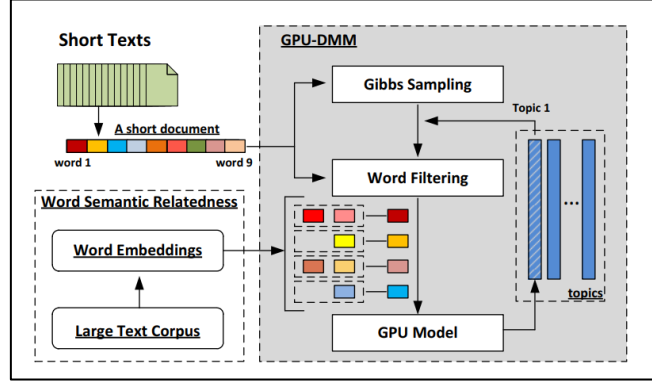 Short Texts
GPU-DMM
Gibbs Sampling
Topic 1
A short document
word 1
word 9
Word Filtering
Word Semantic Relatedness
Word Embeddings
...
topics
Large Text Corpus
GPU Model